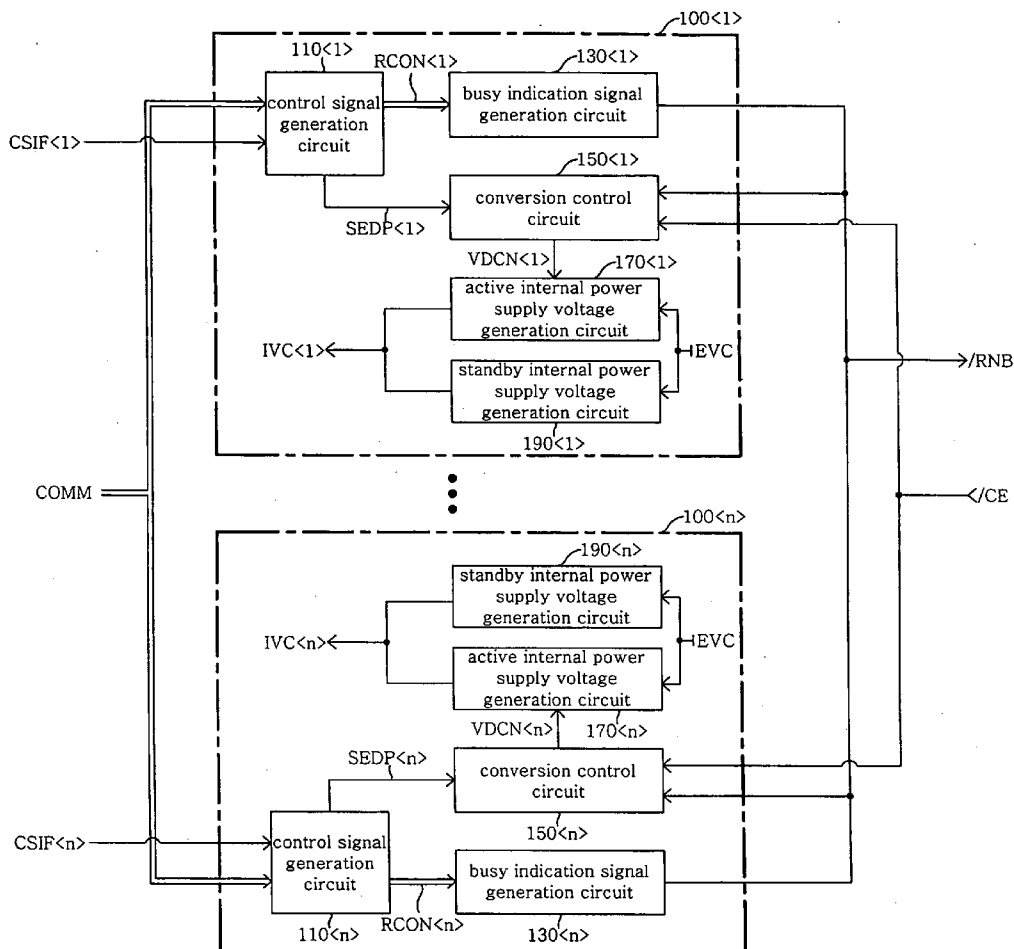 100<1>
110<1>
RCON<1>
130<1>
control signal
generation
circuit
busy indication signal
generation circuit
CSIF<1>
150<1>
conversion control
circuit
SEDP<1>
VDCN<1>
170<1>
active internal power
supply voltage
generation circuit
IVC<1>
EVC
/RNB
standby internal power
supply voltage
generation circuit
190<1>
COMM
/CE
100<n>
190<n>
standby internal power
supply voltage
generation circuit
IVC<n>
EVC
active internal power
supply voltage
generation circuit
VDCN<n>
170<n>
SEDP<n>
conversion control
circuit
150<n>
CSIF<n>
control signal
generation
circuit
busy indication signal
generation circuit
RCON<n>
110<n>
130<n>